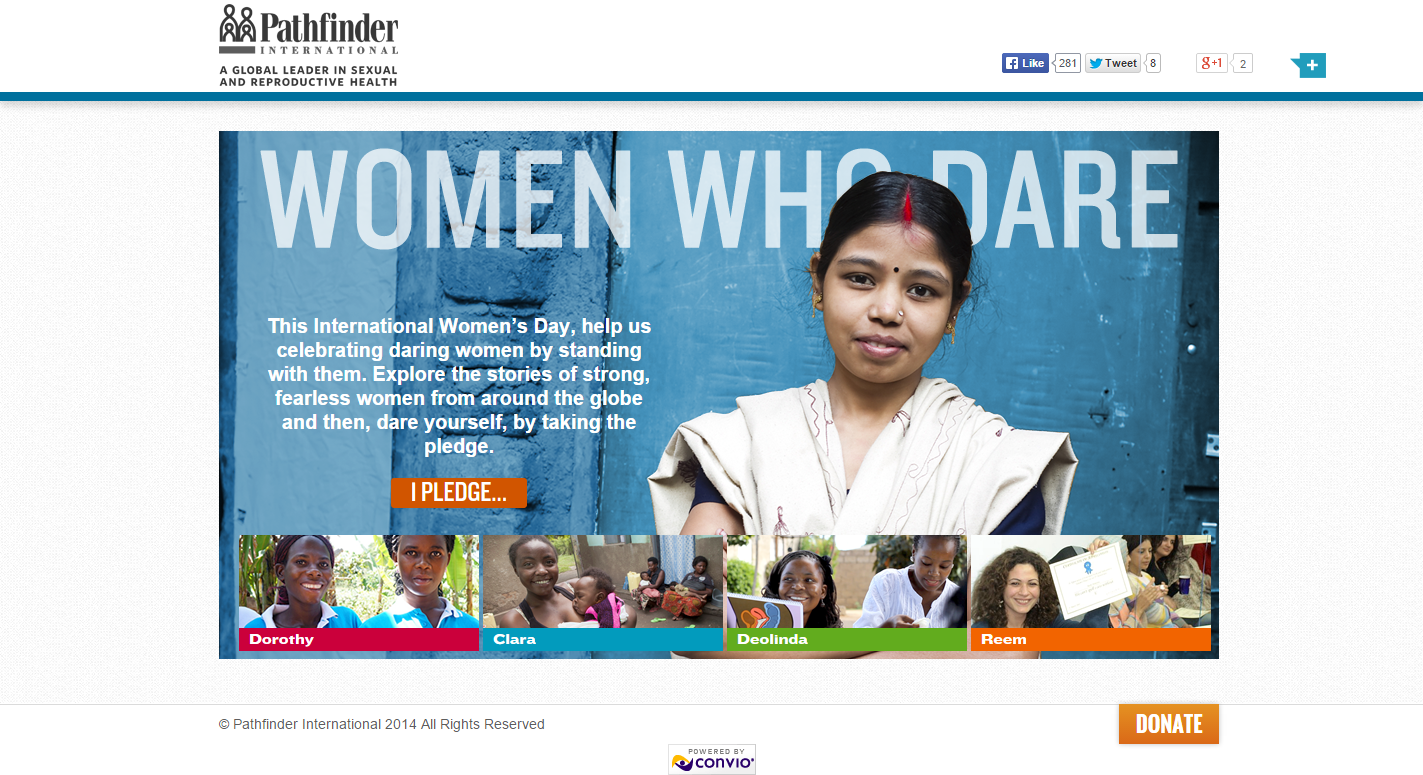 Pathfinder
INTERNATIONAL
A GLOBAL LEADER IN SEXUAL
AND REPRODUCTIVE HEALTH
Like 281 Tweet 8 g+1 2 +
WOMEN WHO DARE
This International Women’s Day, help us
celebrating daring women by standing
with them. Explore the stories of strong,
fearless women from around the globe
and then, dare yourself, by taking the
pledge.
I PLEDGE...
Dorothy Clara Deolinda Reem
© Pathfinder International 2014 All Rights Reserved
DONATE
POWERED BY
convio